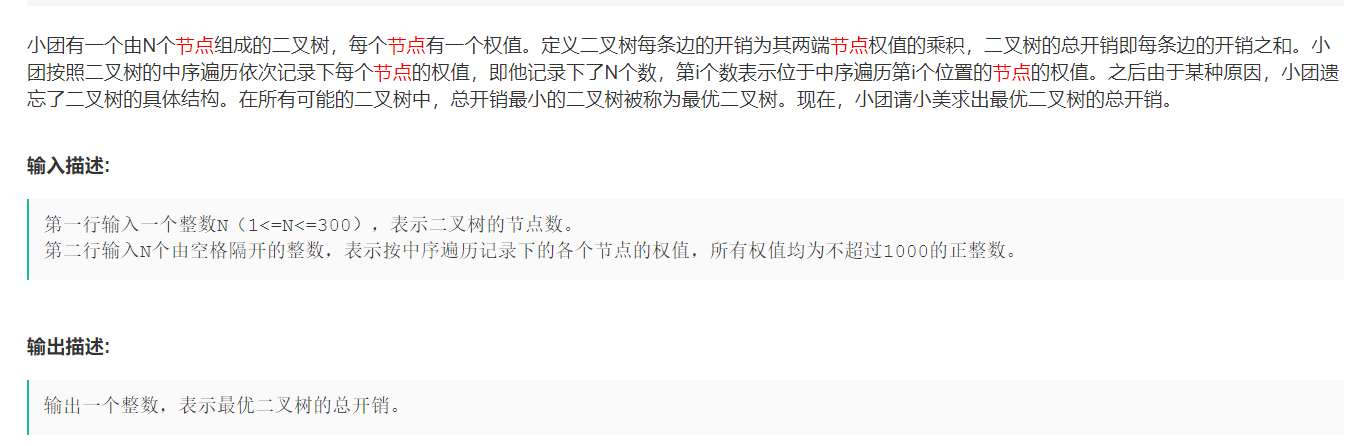 小团有一个由N个节点组成的二叉树，每个节点有一个权值。定义二叉树每条边的开销为其两端节点权值的乘积，二叉树的总开销即每条边的开销之和。小
团按照二叉树的中序遍历依次记录下每个节点的权值，即他记录下了N个数，第i个数表示位于中序遍历第i个位置的节点的权值。之后由于某种原因，小团遗
忘了二叉树的具体结构。在所有可能的二叉树中，总开销最小的二叉树被称为最优二叉树。现在，小团请小美求出最优二叉树的总开销。
输入描述:
第一行输入一个整数N（1<=N<=300），表示二叉树的节点数。
第二行输入N个由空格隔开的整数，表示按中序遍历记录下的各个节点的权值，所有权值均为不超过1000的正整数。
输出描述:
输出一个整数，表示最优二叉树的总开销。